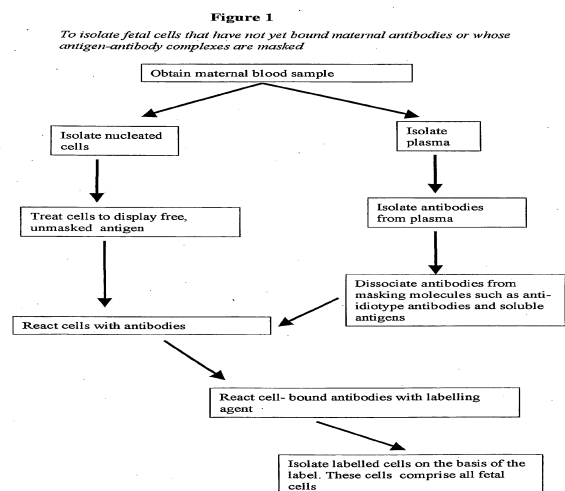 Figure 1
To isolate fetal cells that have not yet bound maternal antibodies or whose
antigen-antibody complexes are masked
Obtain maternal blood sample
Isolate nucleated
cells
Isolate
plasma
Treat cells to display free,
unmasked antigen
Isolate antibodies
from plasma
Dissociate antibodies from
masking molecules such as anti-
idiotype antibodies and soluble
antigens
React cells with antibodies
React cell- bound antibodies with labelling
agent
Isolate labelled cells on the basis of the
label. These cells comprise all fetal
cells